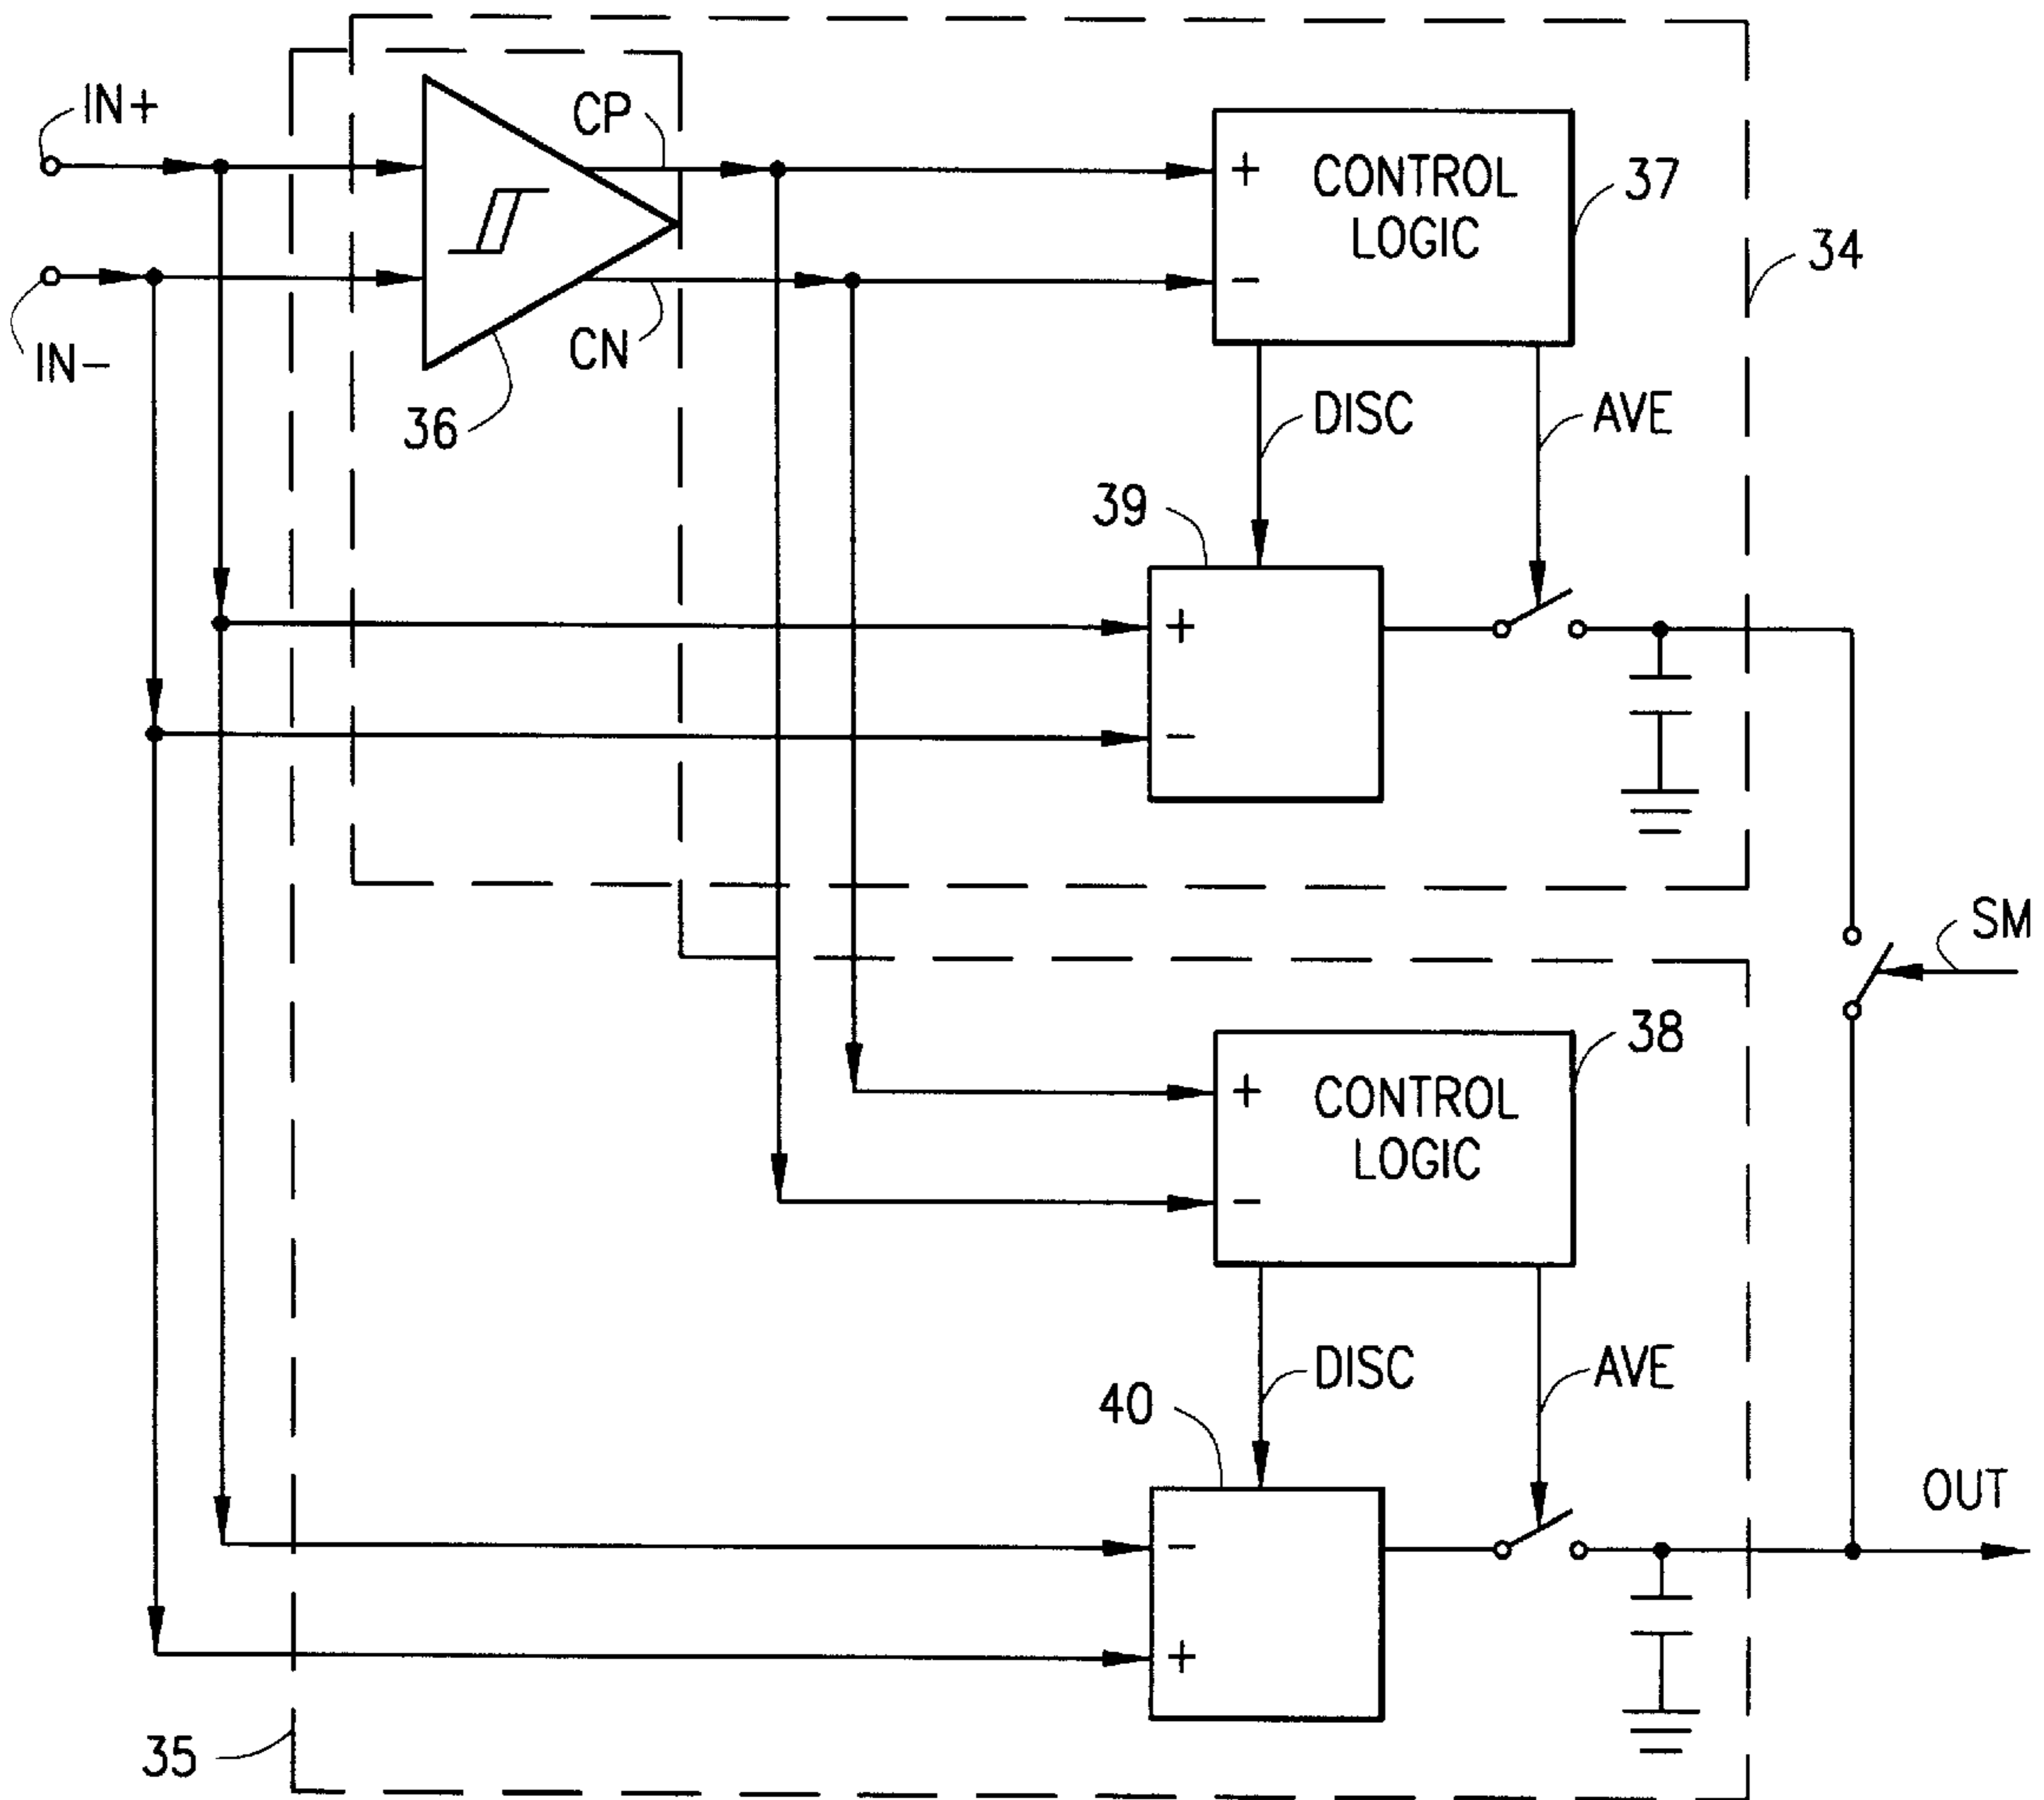 IN+
CP
+
CONTROL
LOGIC
37
34
IN-
CN
-
36
DISC
AVE
39
+
-
SM
38
+
CONTROL
LOGIC
-
DISC
AVE
40
OUT
-
+
35